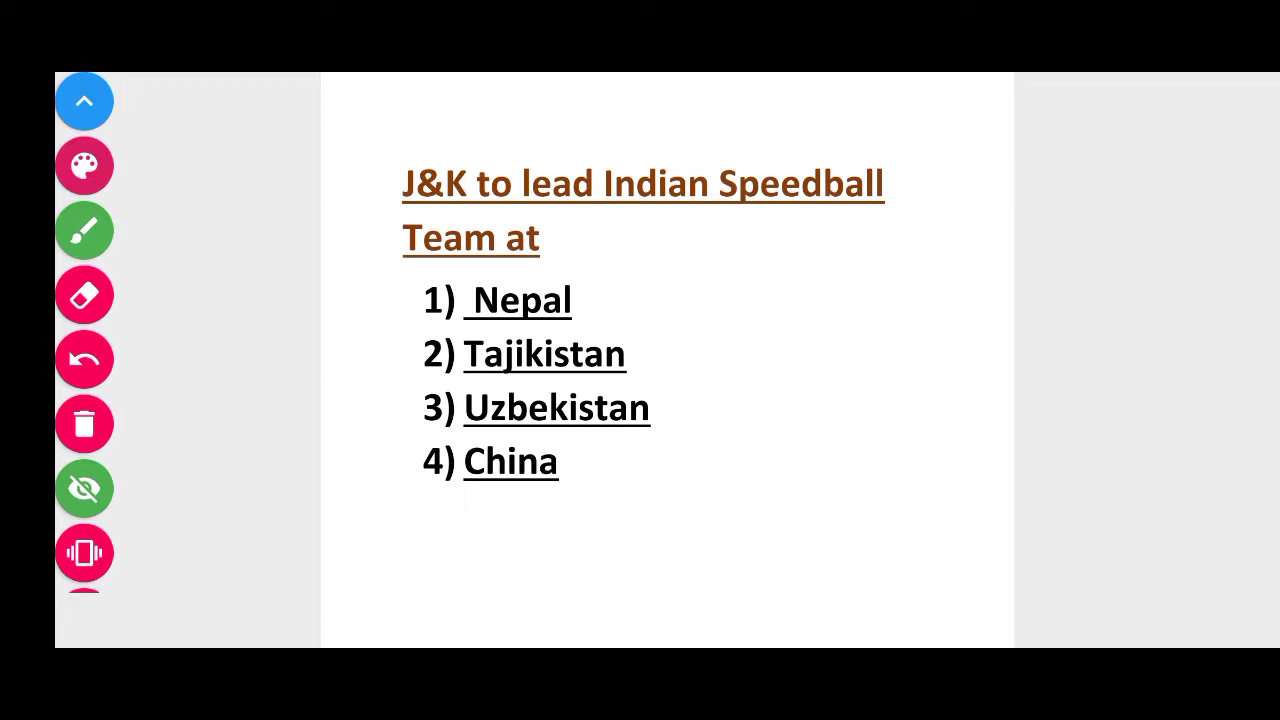 J&K to lead Indian Speedball
Team at
1) Nepal
2) Tajikistan
3) Uzbekistan
4) China